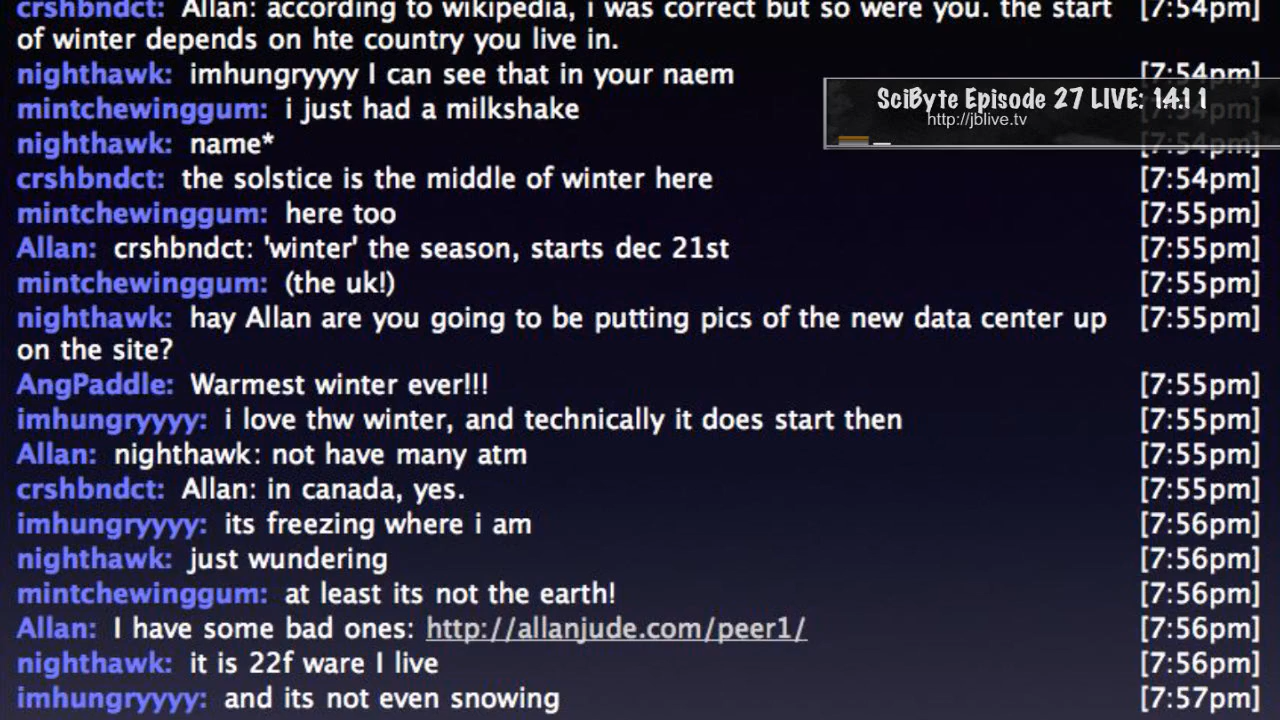 crshbndct: Allan: according to wikipedia, i was correct but so were you. the start [7:54pm]
of winter depends on hte country you live in.
nighthawk: imhungryyyy I can see that in your naem [7:54pm]
SciByte Episode 27 LIVE: 14:11
http://jblive.tv
mintchewinggum: i just had a milkshake [7:54pm]
nighthawk: name* [7:54pm]
crshbndct: the solstice is the middle of winter here [7:54pm]
mintchewinggum: here too [7:55pm]
Allan: crshbndct: 'winter' the season, starts dec 21st [7:55pm]
mintchewinggum: (the uk!) [7:55pm]
nighthawk: hay Allan are you going to be putting pics of the new data center up [7:55pm]
on the site?
AngPaddle: Warmest winter ever!!! [7:55pm]
imhungryyyy: i love thw winter, and technically it does start then [7:55pm]
Allan: nighthawk: not have many atm [7:55pm]
crshbndct: Allan: in canada, yes. [7:55pm]
imhungryyyy: its freezing where i am [7:56pm]
nighthawk: just wundering [7:56pm]
mintchewinggum: at least its not the earth! [7:56pm]
Allan: I have some bad ones: http://allanjude.com/peer1/ [7:56pm]
nighthawk: it is 22f ware I live [7:56pm]
imhungryyyy: and its not even snowing [7:57pm]